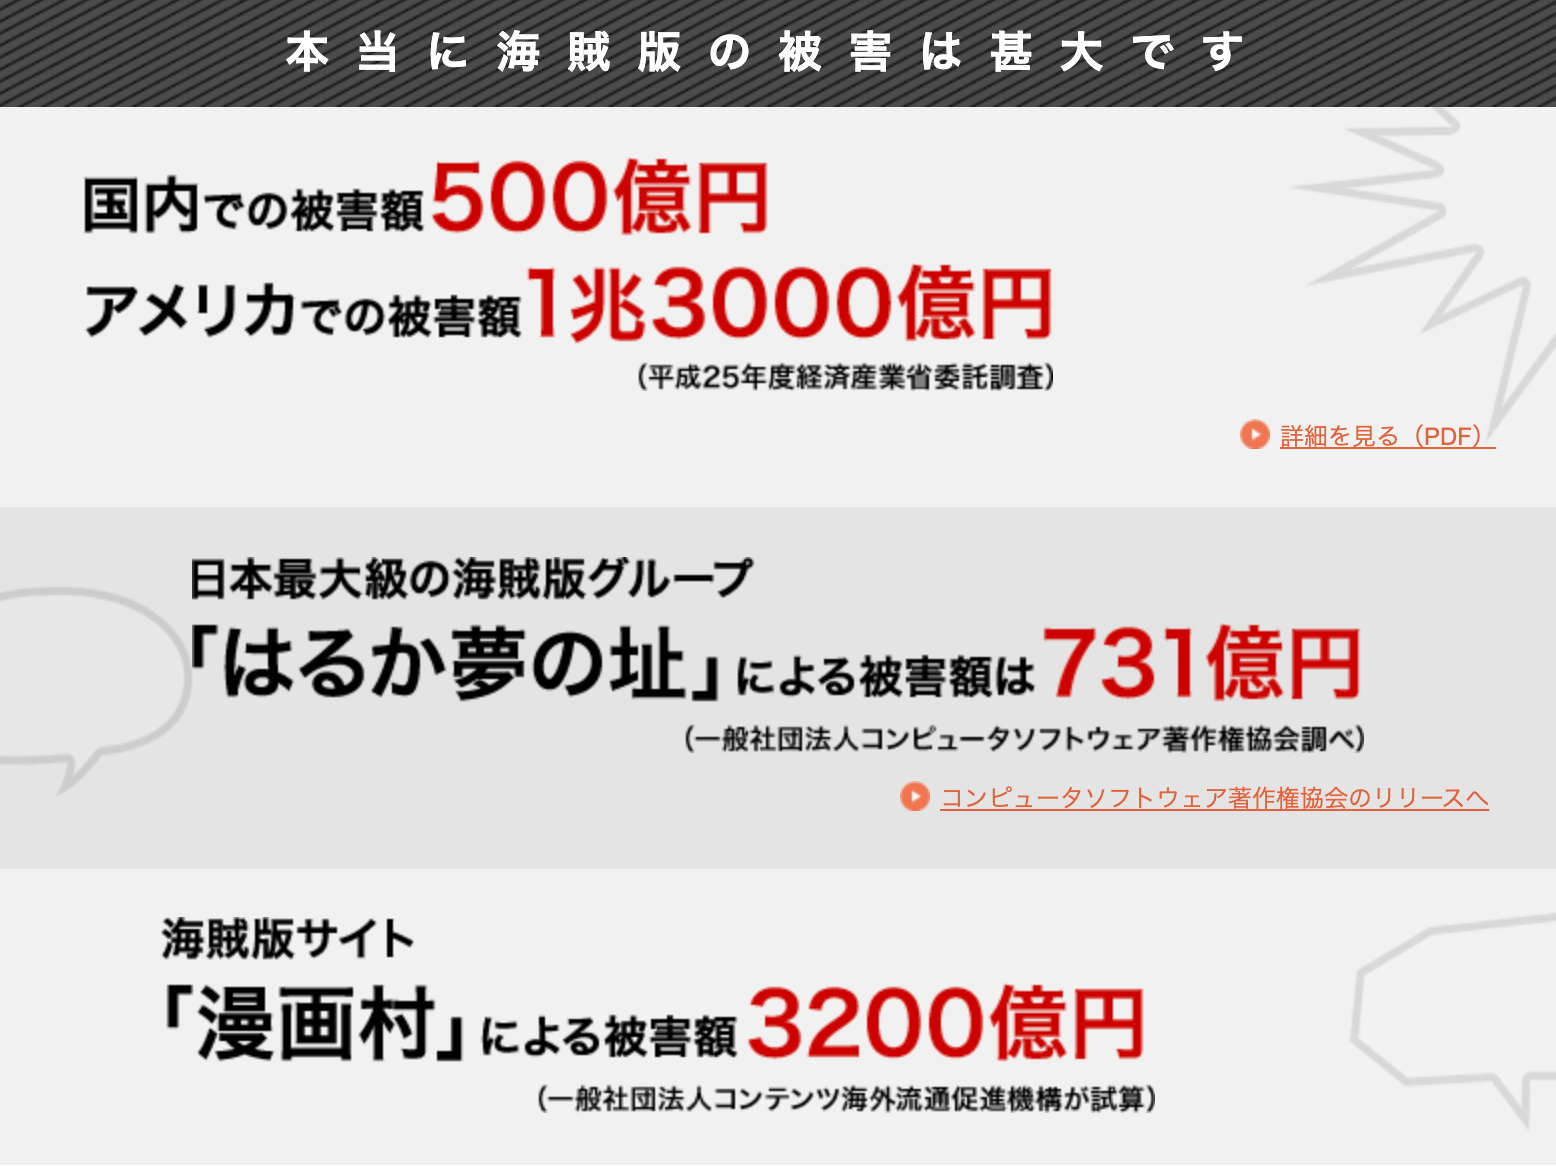 本当に海賊版の被害は甚大です
国内での被害額500億円
アメリカでの被害額1兆3000億円
（平成25年度経済産業省委託調査）
詳細を見る（PDF）
日本最大級の海賊版グループ
「はるか夢の址」による被害額は731億円
（一般社団法人コンピュータソフトウェア著作権協会調べ）
コンピュータソフトウェア著作権協会のリリースへ
海賊版サイト
「漫画村」による被害額3200億円
（一般社団法人コンテンツ海外流通促進機構が試算）